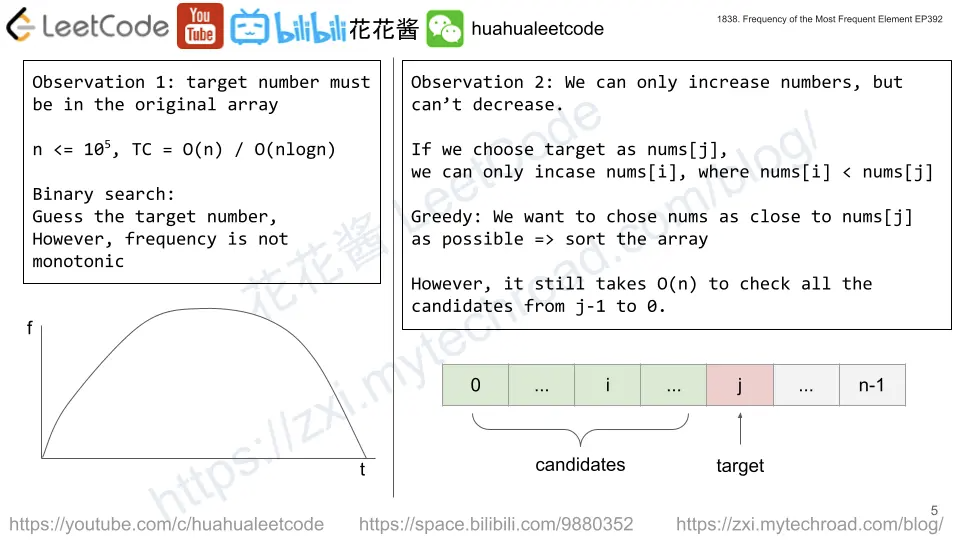 LeetCode You Tube bilibili 花花酱 huahualeetcode
1838. Frequency of the Most Frequent Element EP392
Observation 1: target number must
be in the original array
n <= 10⁵, TC = O(n) / O(nlogn)
Binary search:
Guess the target number,
However, frequency is not
monotonic
f
t
Observation 2: We can only increase numbers, but
can’t decrease.
If we choose target as nums[j],
we can only incase nums[i], where nums[i] < nums[j]
Greedy: We want to chose nums as close to nums[j]
as possible => sort the array
However, it still takes O(n) to check all the
candidates from j-1 to 0.
0 ... i ... j ... n-1
candidates target
花花酱 LeetCode
https://zxi.mytechroad.com/blog/
5
https://youtube.com/c/huahualeetcode https://space.bilibili.com/9880352 https://zxi.mytechroad.com/blog/